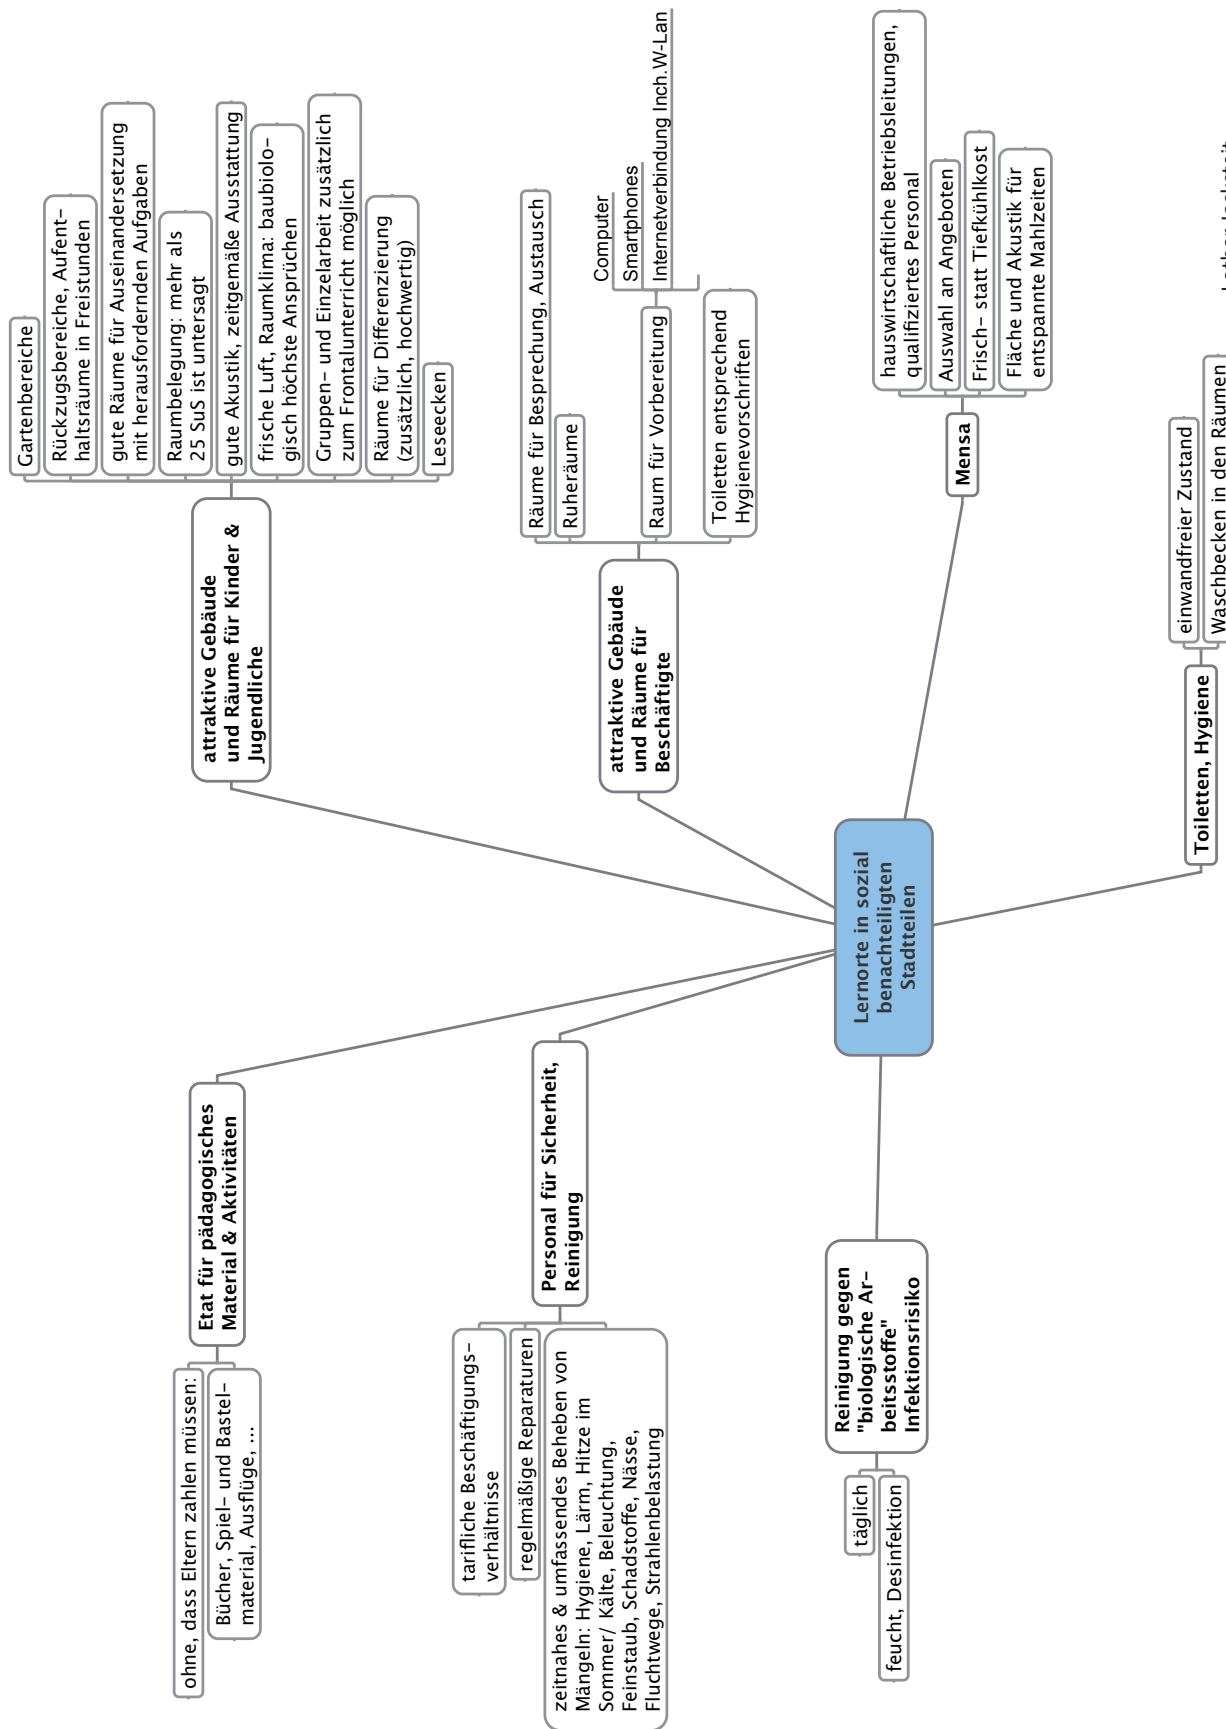 Etat für pädagogisches
Material & Aktivitäten
ohne, dass Eltern zahlen müssen:
Bücher, Spiel- und Bastel-
material, Ausflüge, ...
Personal für Sicherheit,
Reinigung
tarifliche Beschäftigungs-
verhältnisse
regelmäßige Reparaturen
zeitnahes & umfassendes Beheben von
Mängeln: Hygiene, Lärm, Hitze im
Sommer/ Kälte, Beleuchtung,
Feinstaub, Schadstoffe, Nässe,
Fluchtwege, Strahlenbelastung
Reinigung gegen
"biologische Ar-
beitsstoffe"
Infektionsrisiko
täglich
feucht, Desinfektion
Lernorte in sozial
benachteiligten
Stadtteilen
attraktive Gebäude
und Räume für Kinder &
Jugendliche
Gartenbereiche
Rückzugsbereiche, Aufent-
haltsräume in Freistunden
gute Räume für Auseinandersetzung
mit herausfordernden Aufgaben
Raumbelegung: mehr als
25 SuS ist untersagt
gute Akustik, zeitgemäße Ausstattung
frische Luft, Raumklima: baubiolo-
gisch höchste Ansprüchen
Gruppen- und Einzelarbeit zusätzlich
zum Frontalunterricht möglich
Räume für Differenzierung
(zusätzlich, hochwertig)
Leseecken
attraktive Gebäude
und Räume für
Beschäftigte
Räume für Besprechung, Austausch
Ruheräume
Raum für Vorbereitung
Computer
Smartphones
Internetverbindung Inch.W-Lan
Toiletten entsprechend
Hygienevorschriften
Mensa
hauswirtschaftliche Betriebsleitungen,
qualifiziertes Personal
Auswahl an Angeboten
Frisch- statt Tiefkühlkost
Fläche und Akustik für
entspannte Mahlzeiten
Toiletten, Hygiene
einwandfreier Zustand
Waschbecken in den Räumen